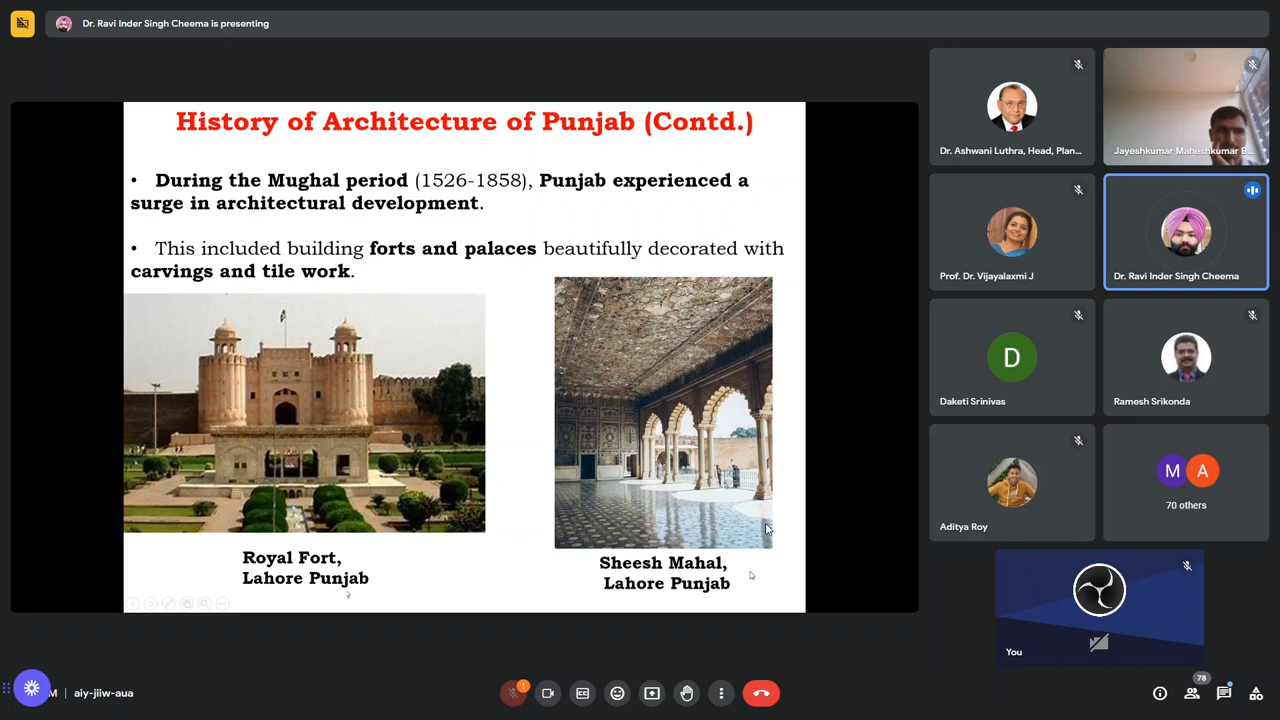 Dr. Ravi Inder Singh Cheema is presenting
History of Architecture of Punjab (Contd.)
• During the Mughal period (1526-1858), Punjab experienced a
surge in architectural development.
• This included building forts and palaces beautifully decorated with
carvings and tile work.
Royal Fort,
Lahore Punjab
Sheesh Mahal,
Lahore Punjab
Dr. Ashwani Luthra, Head, Plan...
Jayeshkumar Maheshkumar B...
Prof. Dr. Vijayalaxmi J
Dr. Ravi Inder Singh Cheema
D
Daketi Srinivas
Ramesh Srikonda
Aditya Roy
M A
70 others
You
M | aiy-jiiw-aua
78